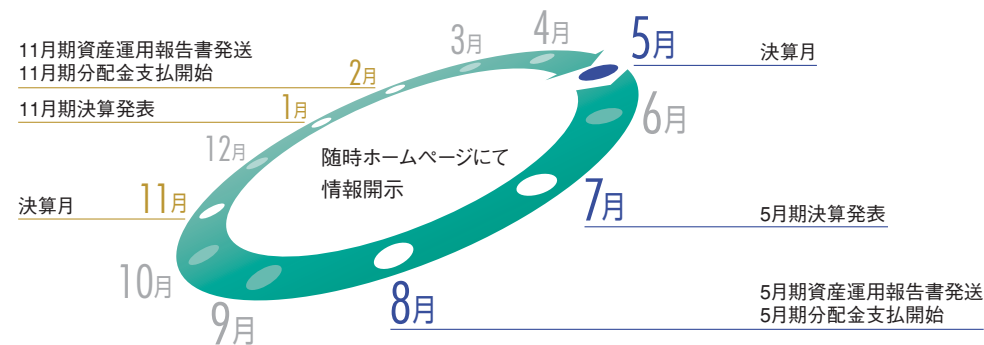 4月
5月
決算月
3月
11月期資産運用報告書発送
11月期分配金支払開始
2月
11月期決算発表
1月
6月
12月
随時ホームページにて
情報開示
決算月
11月
7月
5月期決算発表
10月
9月
8月
5月期資産運用報告書発送
5月期分配金支払開始